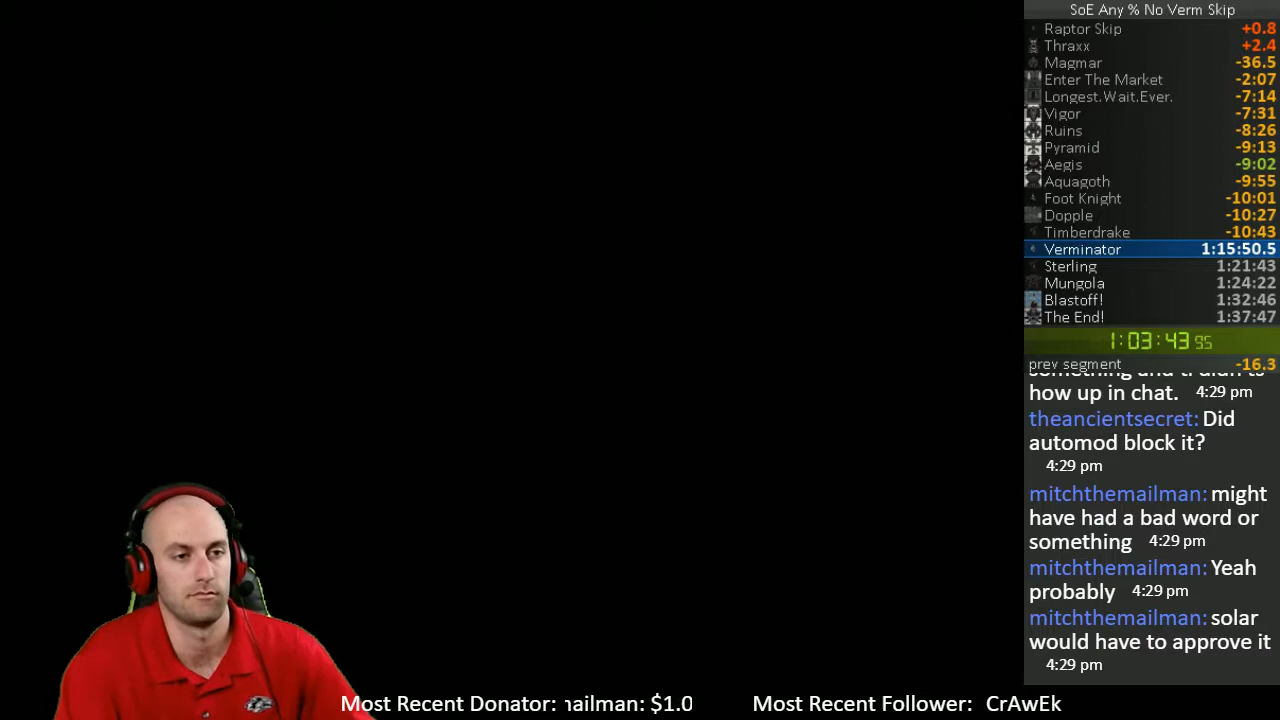 SoE Any % No Verm Skip
Raptor Skip +0.8
Thraxx +2.4
Magmar -36.5
Enter The Market -2:07
Longest.Wait.Ever. -7:14
Vigor -7:31
Ruins -8:26
Pyramid -9:13
Aegis -9:02
Aquagoth -9:55
Foot Knight -10:01
Dopple -10:27
Timberdrake -10:43
Verminator 1:15:50.5
Sterling 1:21:43
Mungola 1:24:22
Blastoff! 1:32:46
The End! 1:37:47
1:03:43 95
prev segment -16.3
how up in chat. 4:29 pm
theancientsecret: Did
automod block it?
4:29 pm
mitchthemailman: might
have had a bad word or
something 4:29 pm
mitchthemailman: Yeah
probably 4:29 pm
mitchthemailman: solar
would have to approve it
4:29 pm
Most Recent Donator: nailman: $1.0 Most Recent Follower: CrAwEk